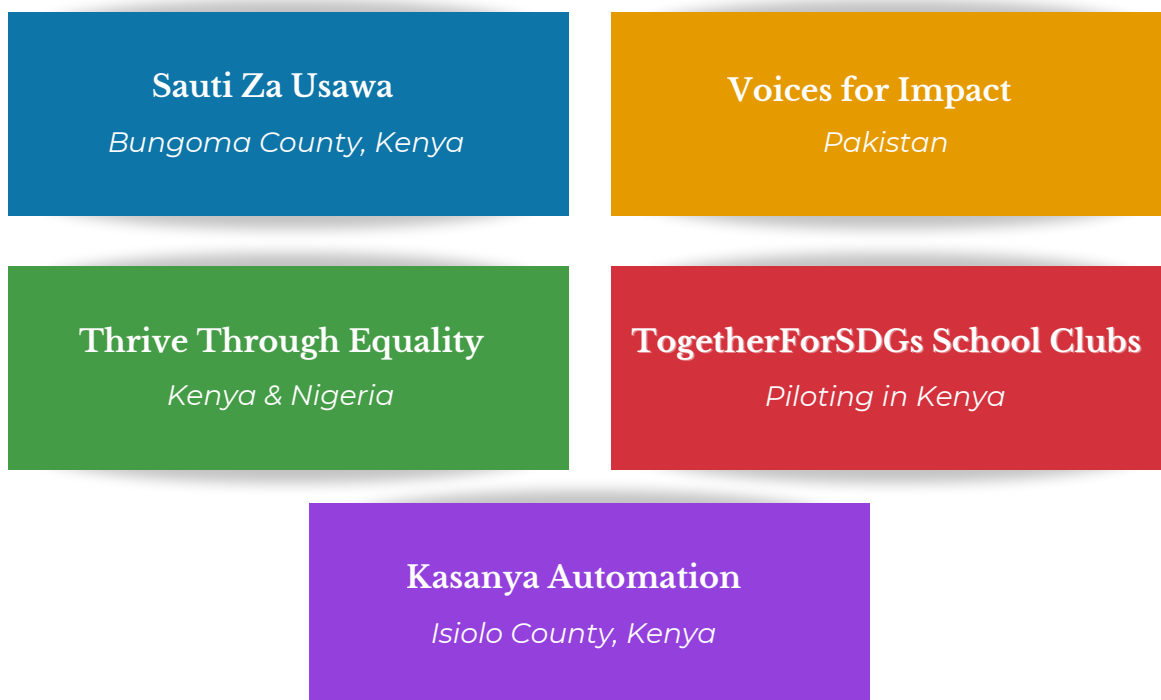 Sauti Za Usawa
Bungoma County, Kenya
Voices for Impact
Pakistan
Thrive Through Equality
Kenya & Nigeria
TogetherForSDGs School Clubs
Piloting in Kenya
Kasanya Automation
Isiolo County, Kenya